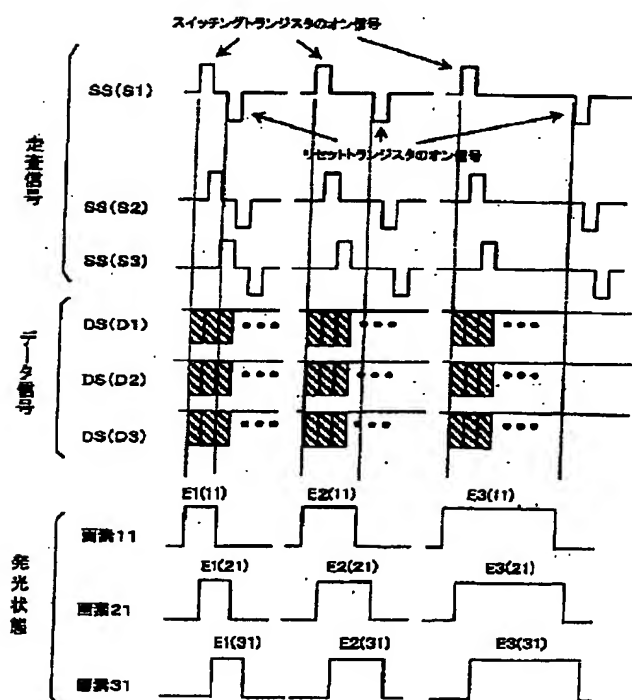 スイッチングトランジスタのオン信号
走査信号
SS(S1)
リセットトランジスタのオン信号
SS(S2)
SS(S3)
データ信号
DS(D1)
DS(D2)
DS(D3)
E1(11) E2(11) E3(11)
発光状態
画素11
E1(21) E2(21) E3(21)
画素21
E1(31) E2(31) E3(31)
画素31